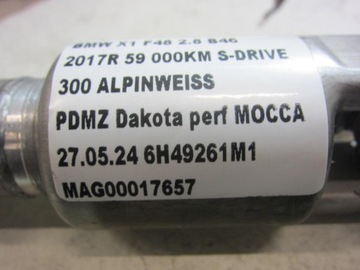 BMW X1 F48 2.8 B46
2017R 59 000KM S-DRIVE
300 ALPINWEISS
PDMZ Dakota perf MOCCA
27.05.24 6H49261M1
MAG00017657